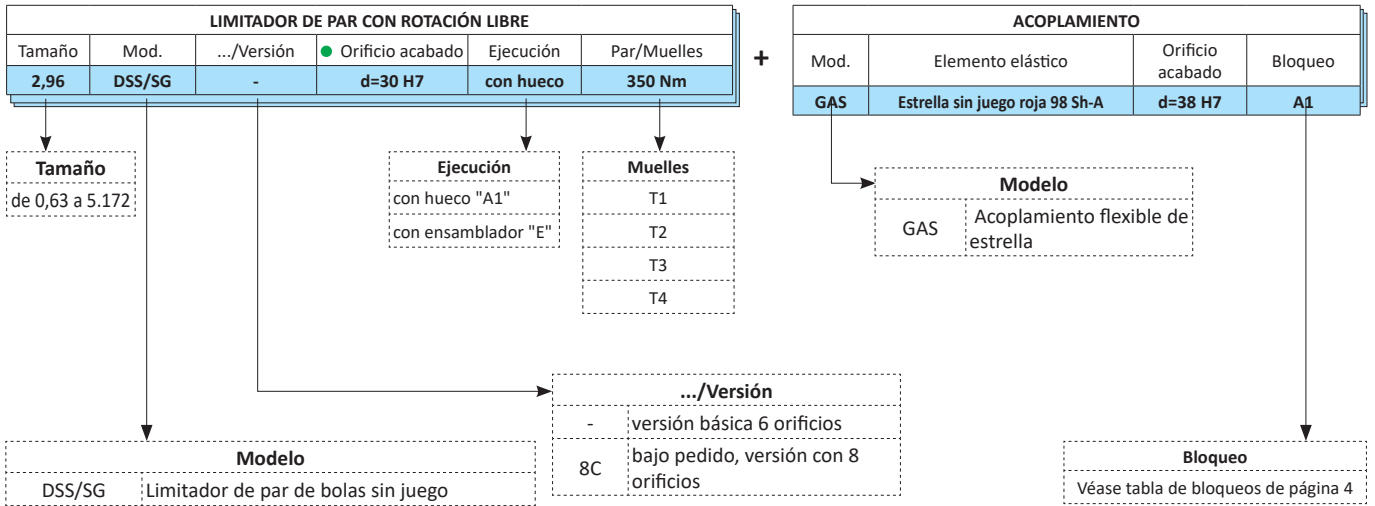 LIMITADOR DE PAR CON ROTACIÓN LIBRE
Tamaño Mod. .../Versión Orificio acabado Ejecución Par/Muelles
2,96 DSS/SG - d=30 H7 con hueco 350 Nm
+
ACOPLAMIENTO
Mod. Elemento elástico Orificio acabado Bloqueo
GAS Estrella sin juego roja 98 Sh-A d=38 H7 A1
Tamaño
de 0,63 a 5.172
Ejecución
con hueco "A1"
con ensamblador "E"
Muelles
T1
T2
T3
T4
Modelo
GAS Acoplamiento flexible de
estrella
.../Versión
- versión básica 6 orificios
8C bajo pedido, versión con 8
orificios
Modelo
DSS/SG Limitador de par de bolas sin juego
Bloqueo
Véase tabla de bloqueos de página 4